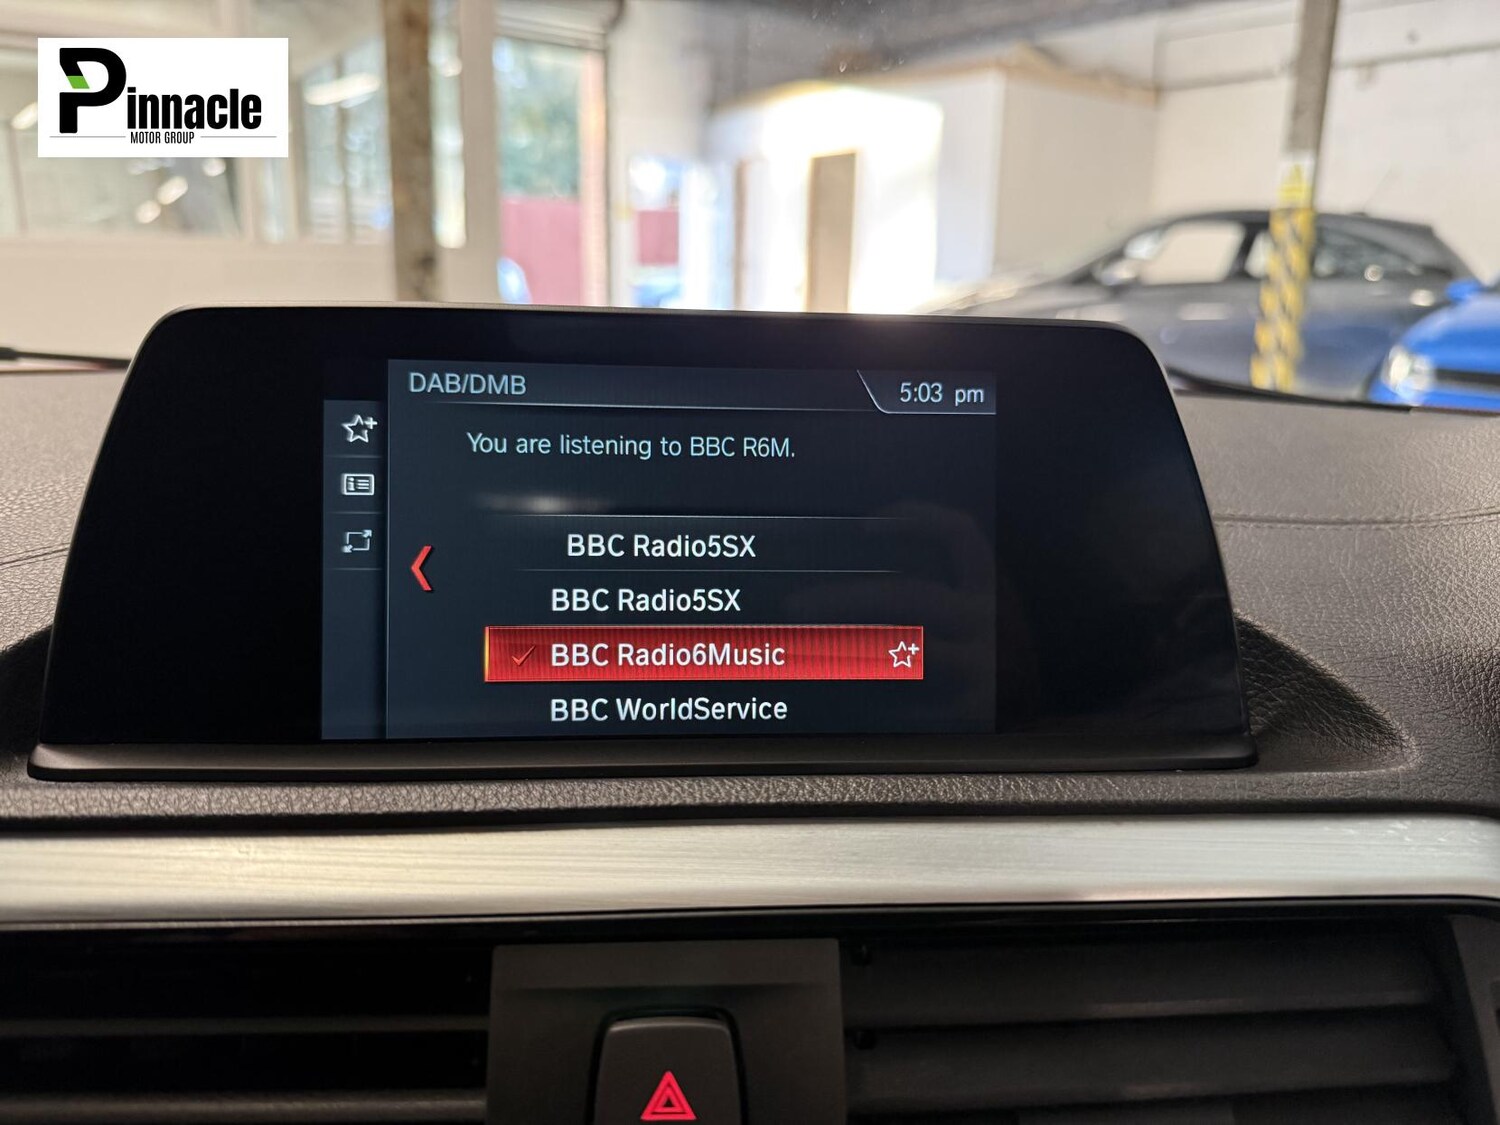 Pinnacle
MOTOR GROUP
DAB/DMB
5:03 pm
You are listening to BBC R6M.
BBC Radio5SX
BBC Radio5SX
BBC Radio6Music
BBC WorldService